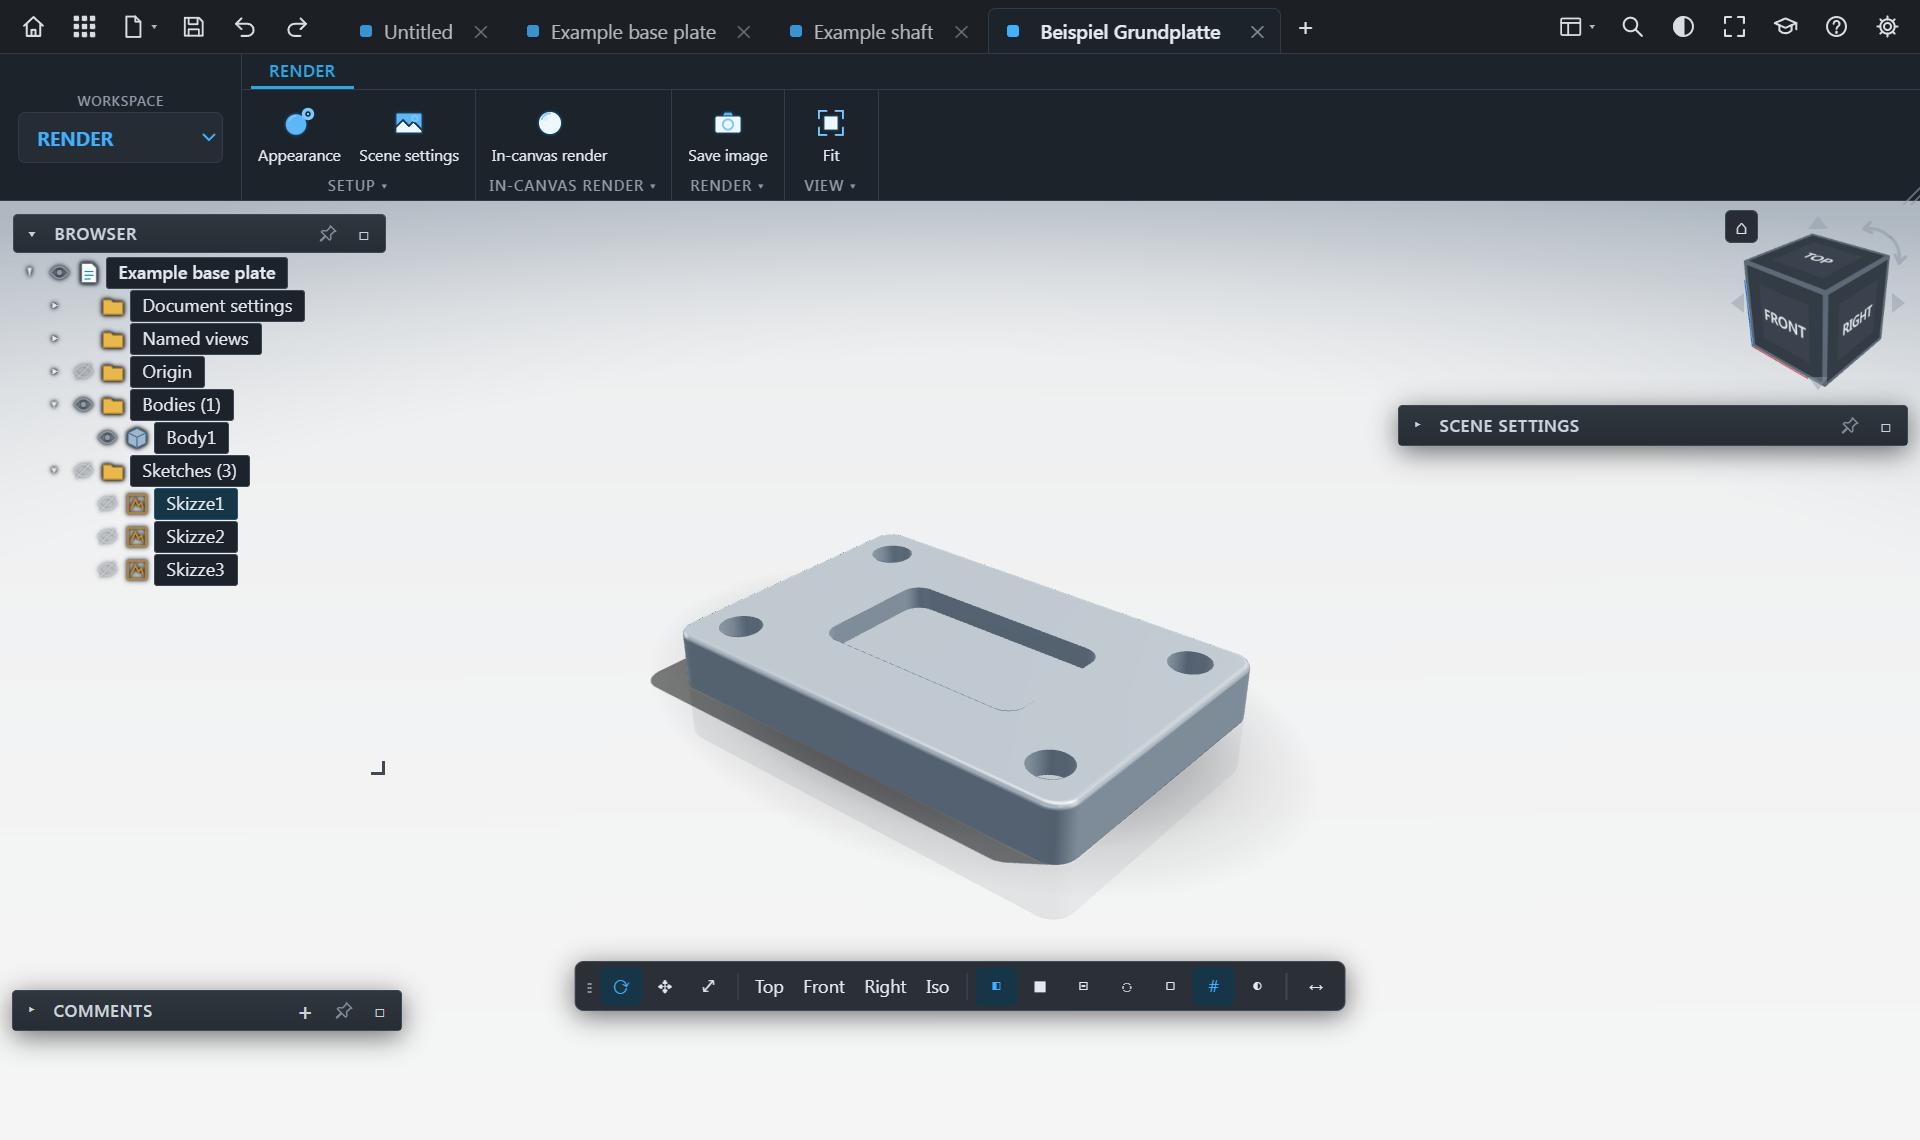 Untitled
Example base plate
Example shaft
Beispiel Grundplatte
WORKSPACE
RENDER
RENDER
Appearance
Scene settings
SETUP
In-canvas render
IN-CANVAS RENDER
Save image
RENDER
Fit
VIEW
BROWSER
Example base plate
Document settings
Named views
Origin
Bodies (1)
Body1
Sketches (3)
Skizze1
Skizze2
Skizze3
TOP
FRONT
RIGHT
SCENE SETTINGS
COMMENTS
Top
Front
Right
Iso